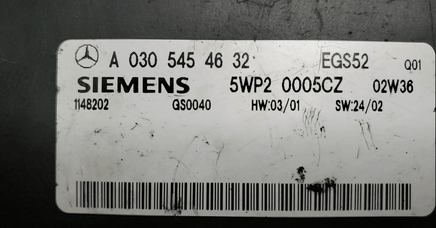 A 030 545 46 32 EGS52 Q01
SIEMENS 5WP2 0005CZ 02W36
1148202 GS0040 HW:03/01 SW:24/02